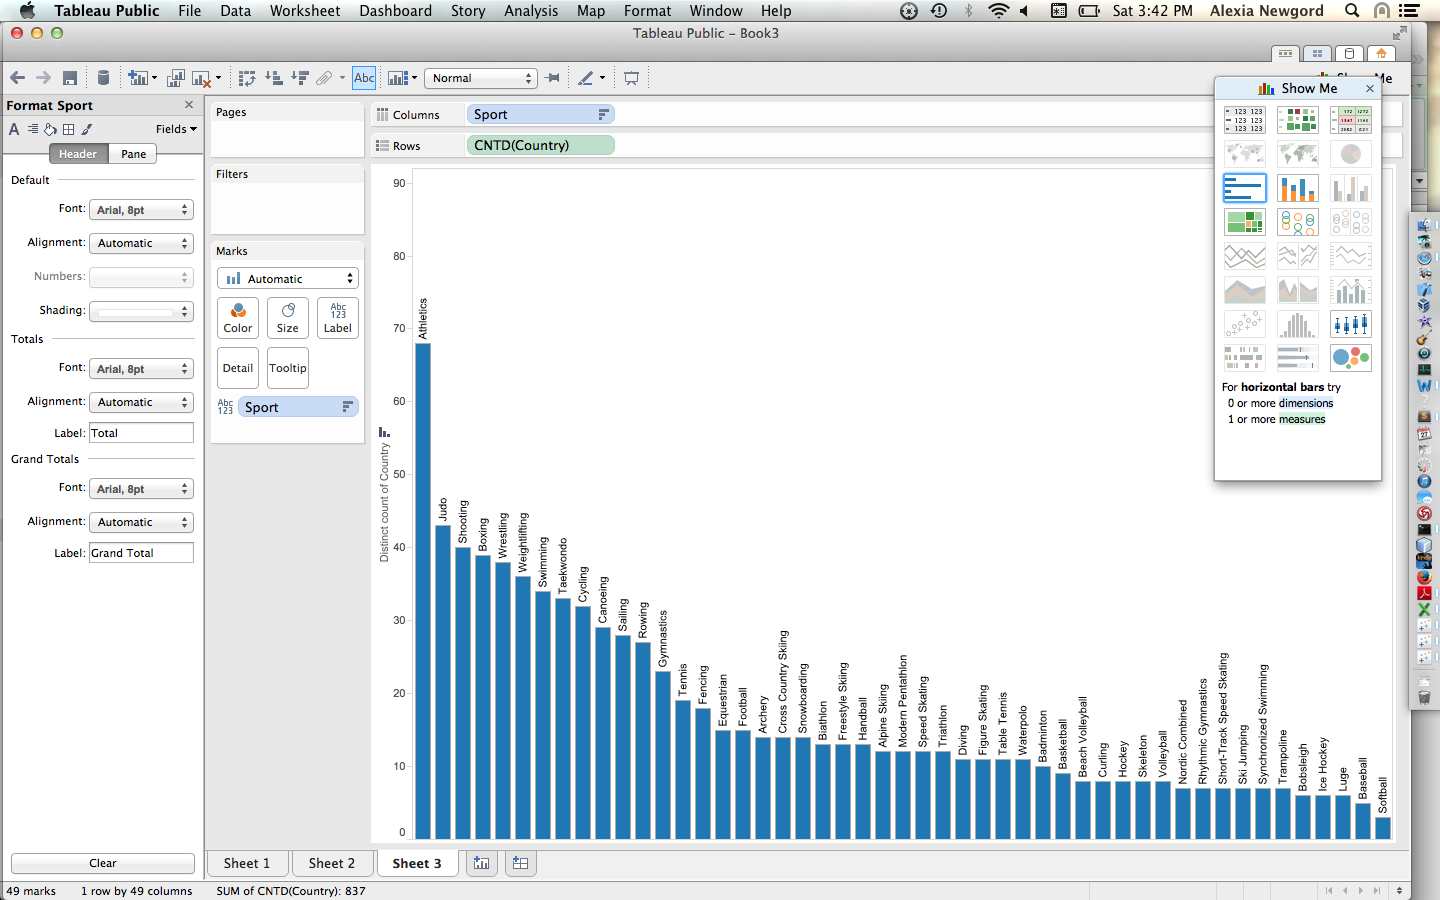 Tableau Public File Data Worksheet Dashboard Story Analysis Map Format Window Help Sat 3:42 PM Alexia Newgord
Tableau Public - Book3
Abc Normal Show Me
Format Sport
Fields
Header Pane
Default
Font: Arial, 8pt
Alignment: Automatic
Numbers:
Shading:
Totals
Font: Arial, 8pt
Alignment: Automatic
Label: Total
Grand Totals
Font: Arial, 8pt
Alignment: Automatic
Label: Grand Total
Clear
Pages
Filters
Marks
Automatic
Color Size Abc 123 Label
Detail Tooltip
Abc 123 Sport
Columns Sport
Rows CNTD(Country)
Distinct count of Country
90
80
70
60
50
40
30
20
10
0
Athletics
Judo
Shooting
Boxing
Wrestling
Weightlifting
Swimming
Taekwondo
Cycling
Canoeing
Sailing
Rowing
Gymnastics
Tennis
Fencing
Equestrian
Football
Archery
Cross Country Skiing
Snowboarding
Biathlon
Freestyle Skiing
Handball
Alpine Skiing
Modern Pentathlon
Speed Skating
Triathlon
Diving
Figure Skating
Table Tennis
Waterpolo
Badminton
Basketball
Beach Volleyball
Curling
Hockey
Skeleton
Volleyball
Nordic Combined
Rhythmic Gymnastics
Short-Track Speed Skating
Ski Jumping
Synchronized Swimming
Trampoline
Bobsleigh
Ice Hockey
Luge
Baseball
Softball
Show Me
For horizontal bars try
0 or more dimensions
1 or more measures
Sheet 1 Sheet 2 Sheet 3
49 marks 1 row by 49 columns SUM of CNTD(Country): 837